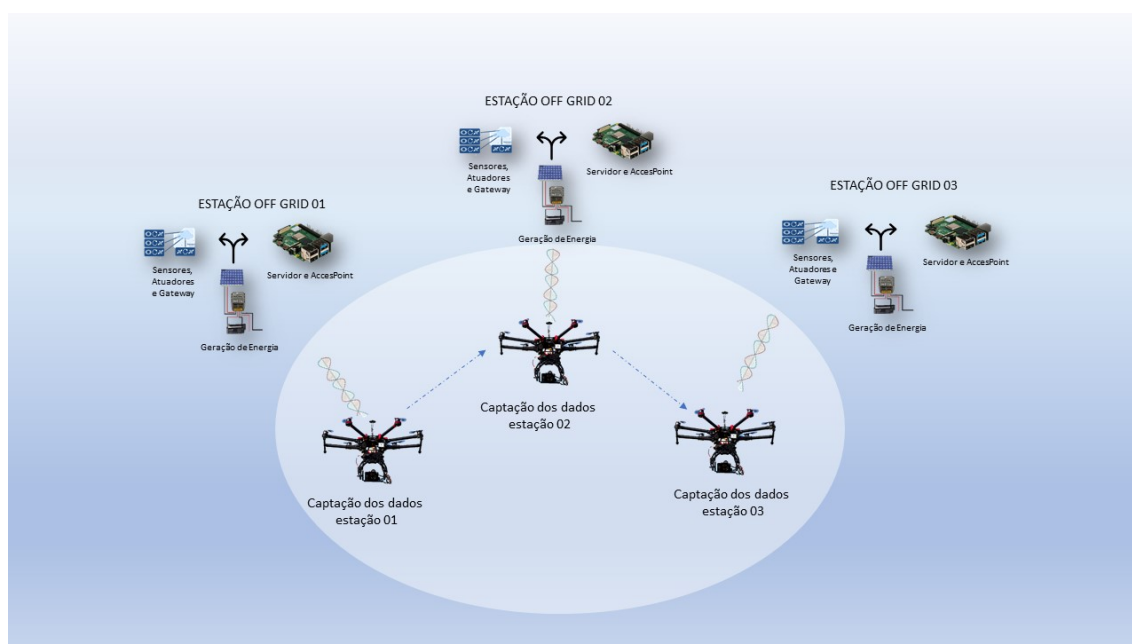 ESTAÇÃO OFF GRID 01
Sensores,
Atuadores
e Gateway
Servidor e AccesPoint
Geração de Energia
ESTAÇÃO OFF GRID 02
Sensores,
Atuadores
e Gateway
Servidor e AccesPoint
Geração de Energia
ESTAÇÃO OFF GRID 03
Sensores,
Atuadores e
Gateway
Servidor e AccesPoint
Geração de Energia
Captação dos dados
estação 01
Captação dos dados
estação 02
Captação dos dados
estação 03